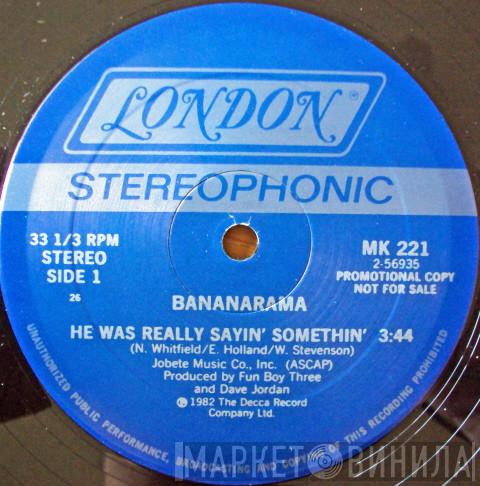 LONDON ®
STEREOPHONIC
33 1/3 RPM
STEREO
SIDE 1
26
MK 221
2-56935
PROMOTIONAL COPY
NOT FOR SALE
BANANARAMA
HE WAS REALLY SAYIN' SOMETHIN' 3:44
(N. Whitfield/E. Holland/W. Stevenson)
Jobete Music Co., Inc. (ASCAP)
Produced by Fun Boy Three
and Dave Jordan
℗ 1982 The Decca Record
Company Ltd.
UNAUTHORIZED PUBLIC PERFORMANCE, BROADCASTING AND COPYING OF THIS RECORDING PROHIBITED
МАРКЕТ ВИНИЛА